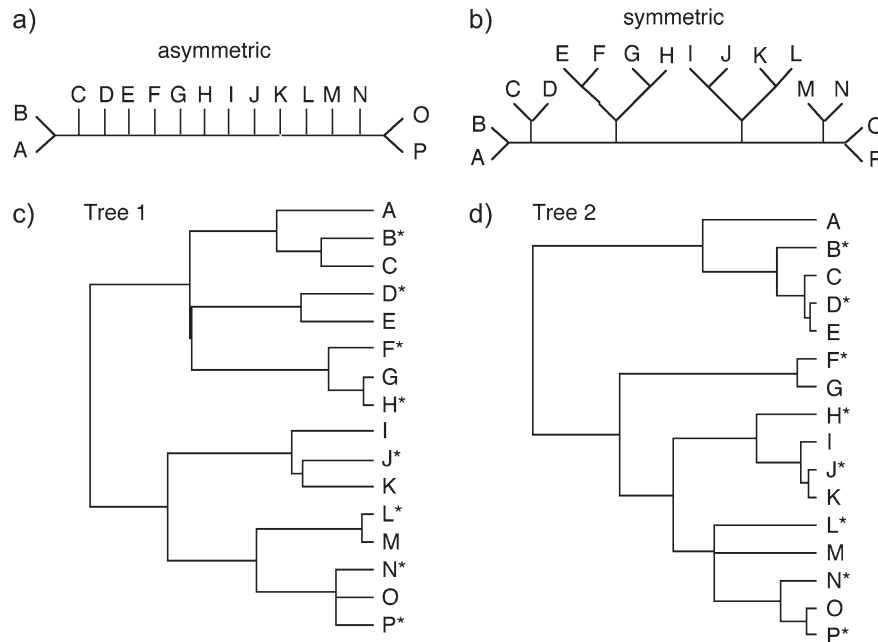 a)
asymmetric
B C D E F G H I J K L M N O
A P
b)
symmetric
E F G H I J K L
C D M N
B O
A P
c) Tree 1
A
B*
C
D*
E
F*
G
H*
I
J*
K
L*
M
N*
O
P*
d) Tree 2
A
B*
C
D*
E
F*
G
H*
I
J*
K
L*
M
N*
O
P*